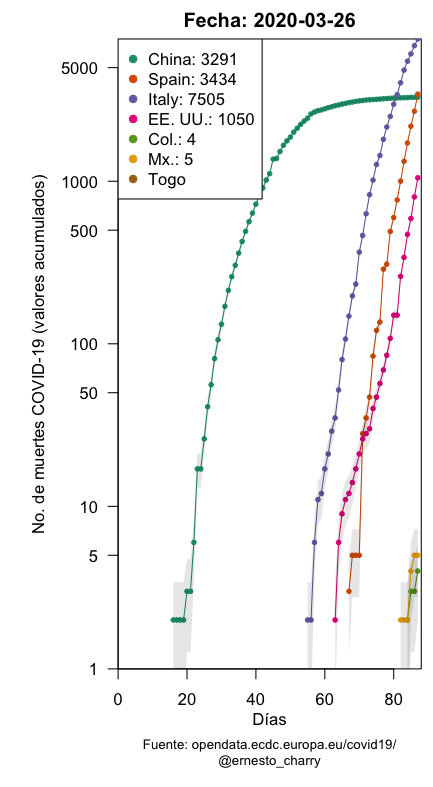 Fecha: 2020-03-26
China: 3291
Spain: 3434
Italy: 7505
EE. UU.: 1050
Col.: 4
Mx.: 5
Togo
No. de muertes COVID-19 (valores acumulados)
5000
1000
500
100
50
10
5
1
0 20 40 60 80
Días
Fuente: opendata.ecdc.europa.eu/covid19/
@ernesto_charry